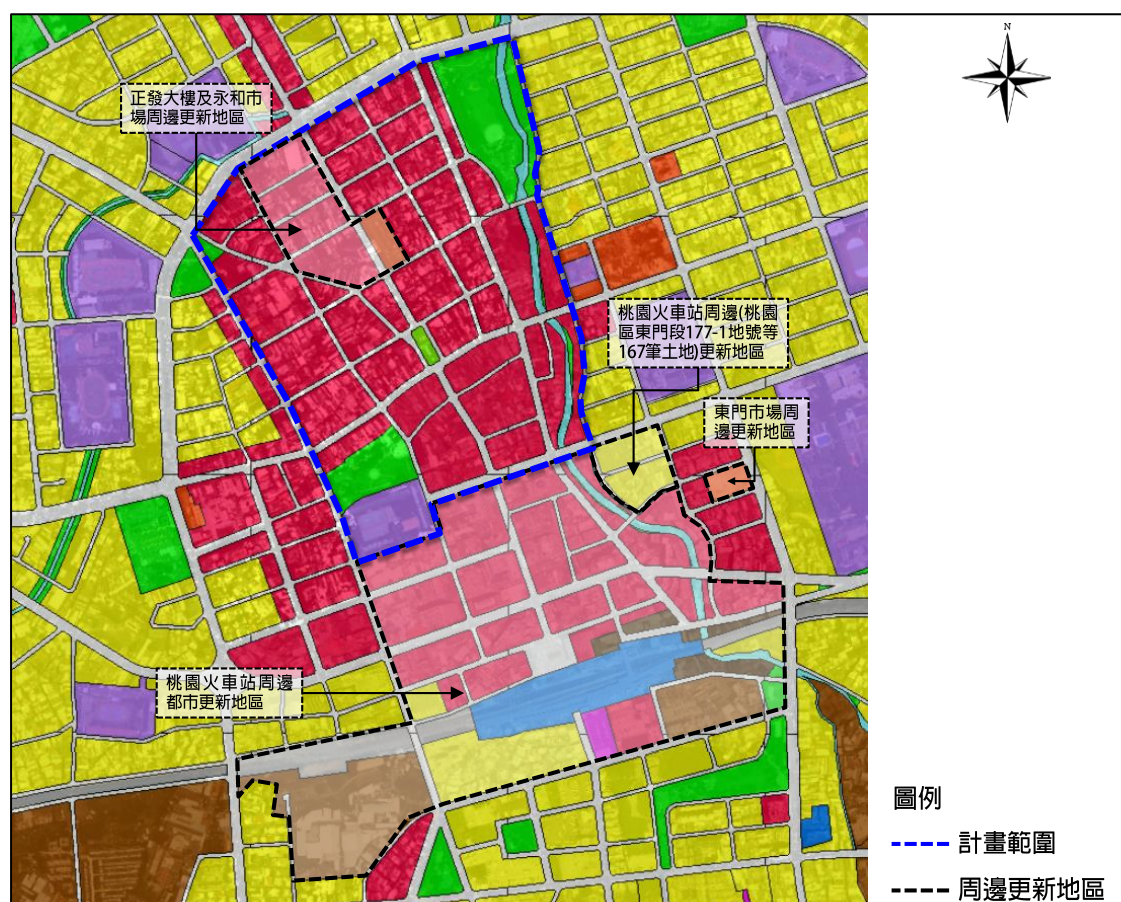 N
正發大樓及永和市
場周邊更新地區
桃園火車站周邊(桃園
區東門段177-1地號等
167筆土地)更新地區
東門市場周
邊更新地區
桃園火車站周邊
都市更新地區
圖例
計畫範圍
周邊更新地區